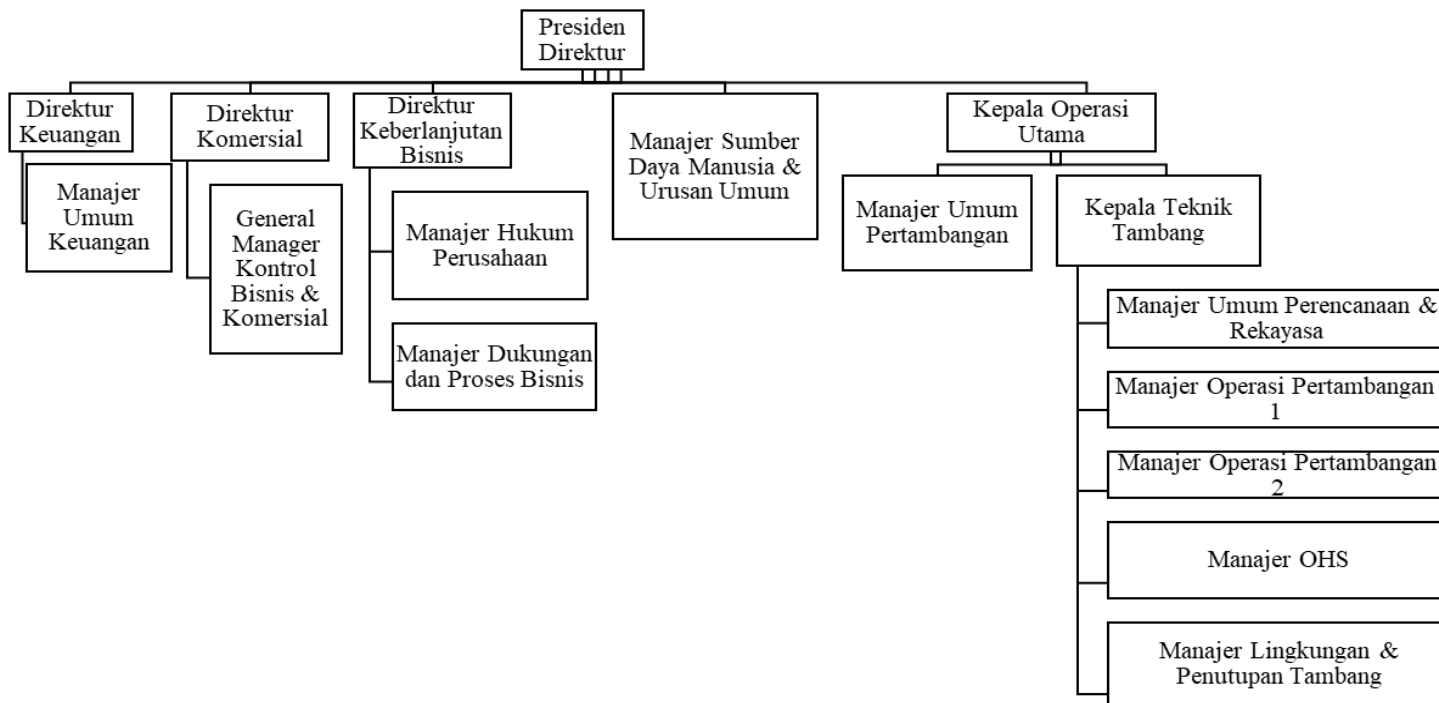 Presiden
Direktur
Direktur
Keuangan
Manajer
Umum
Keuangan
Direktur
Komersial
General
Manager
Kontrol
Bisnis &
Komersial
Direktur
Keberlanjutan
Bisnis
Manajer Hukum
Perusahaan
Manajer Dukungan
dan Proses Bisnis
Manajer Sumber
Daya Manusia &
Urusan Umum
Kepala Operasi
Utama
Manajer Umum
Pertambangan
Kepala Teknik
Tambang
Manajer Umum Perencanaan &
Rekayasa
Manajer Operasi Pertambangan
1
Manajer Operasi Pertambangan
2
Manajer OHS
Manajer Lingkungan &
Penutupan Tambang